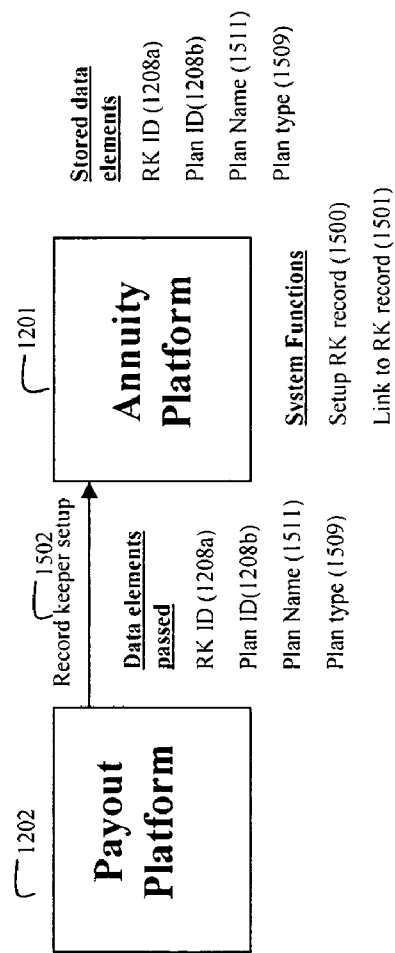 1202
Payout
Platform
1502
Record keeper setup
Data elements
passed
RK ID (1208a)
Plan ID(1208b)
Plan Name (1511)
Plan type (1509)
1201
Annuity
Platform
System Functions
Setup RK record (1500)
Link to RK record (1501)
Stored data
elements
RK ID (1208a)
Plan ID(1208b)
Plan Name (1511)
Plan type (1509)